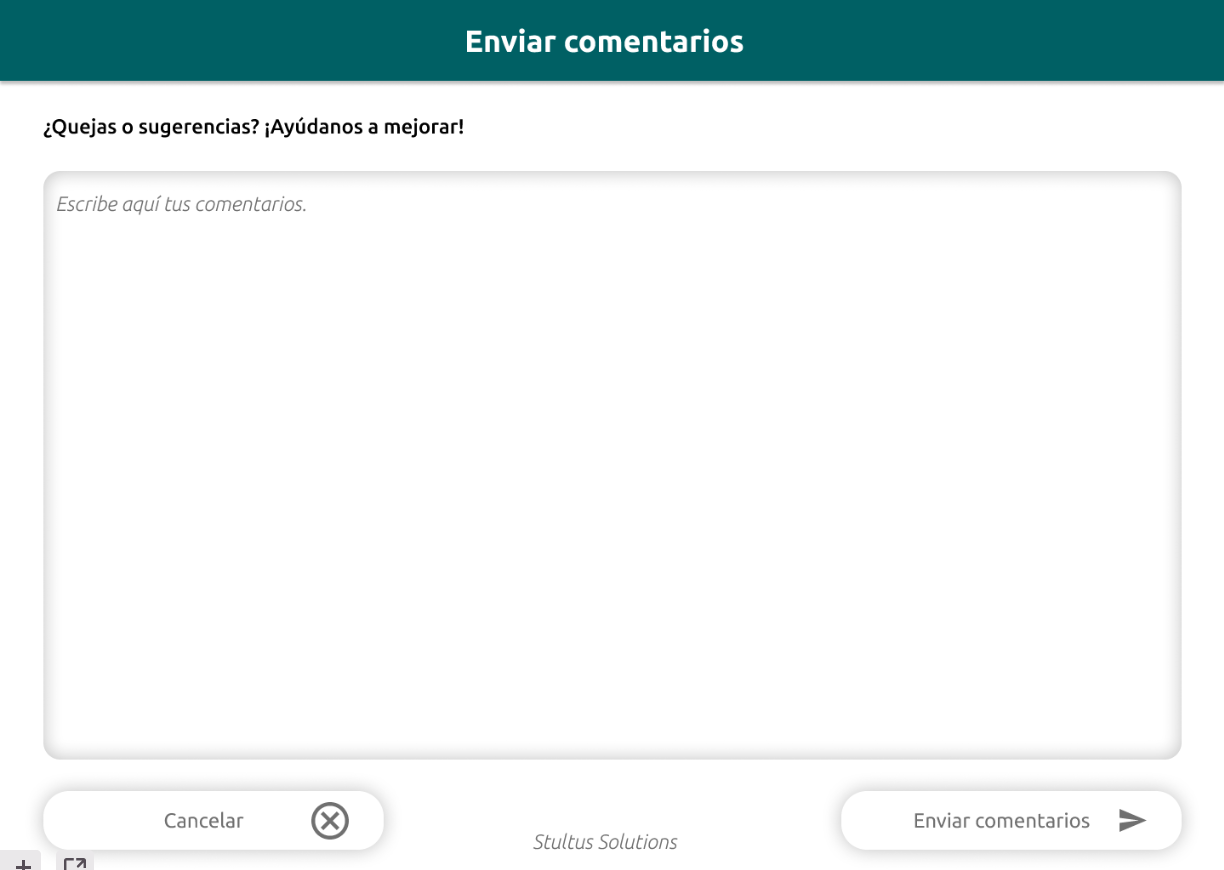 Enviar comentarios
¿Quejas o sugerencias? ¡Ayúdanos a mejorar!
Escribe aquí tus comentarios.
Cancelar
Enviar comentarios
Stultus Solutions